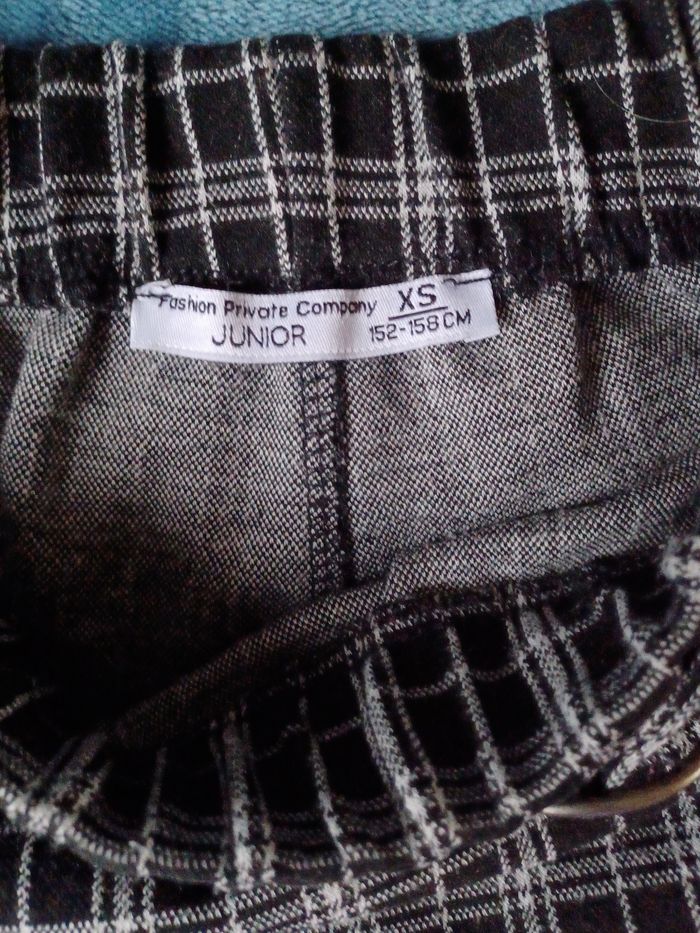 Fashion Private Company XS
JUNIOR 152-158CM